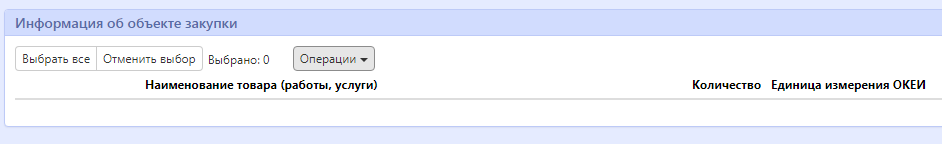 Информация об объекте закупки
Выбрать все Отменить выбор Выбрано: 0 Операции
Наименование товара (работы, услуги) Количество Единица измерения ОКЕИ